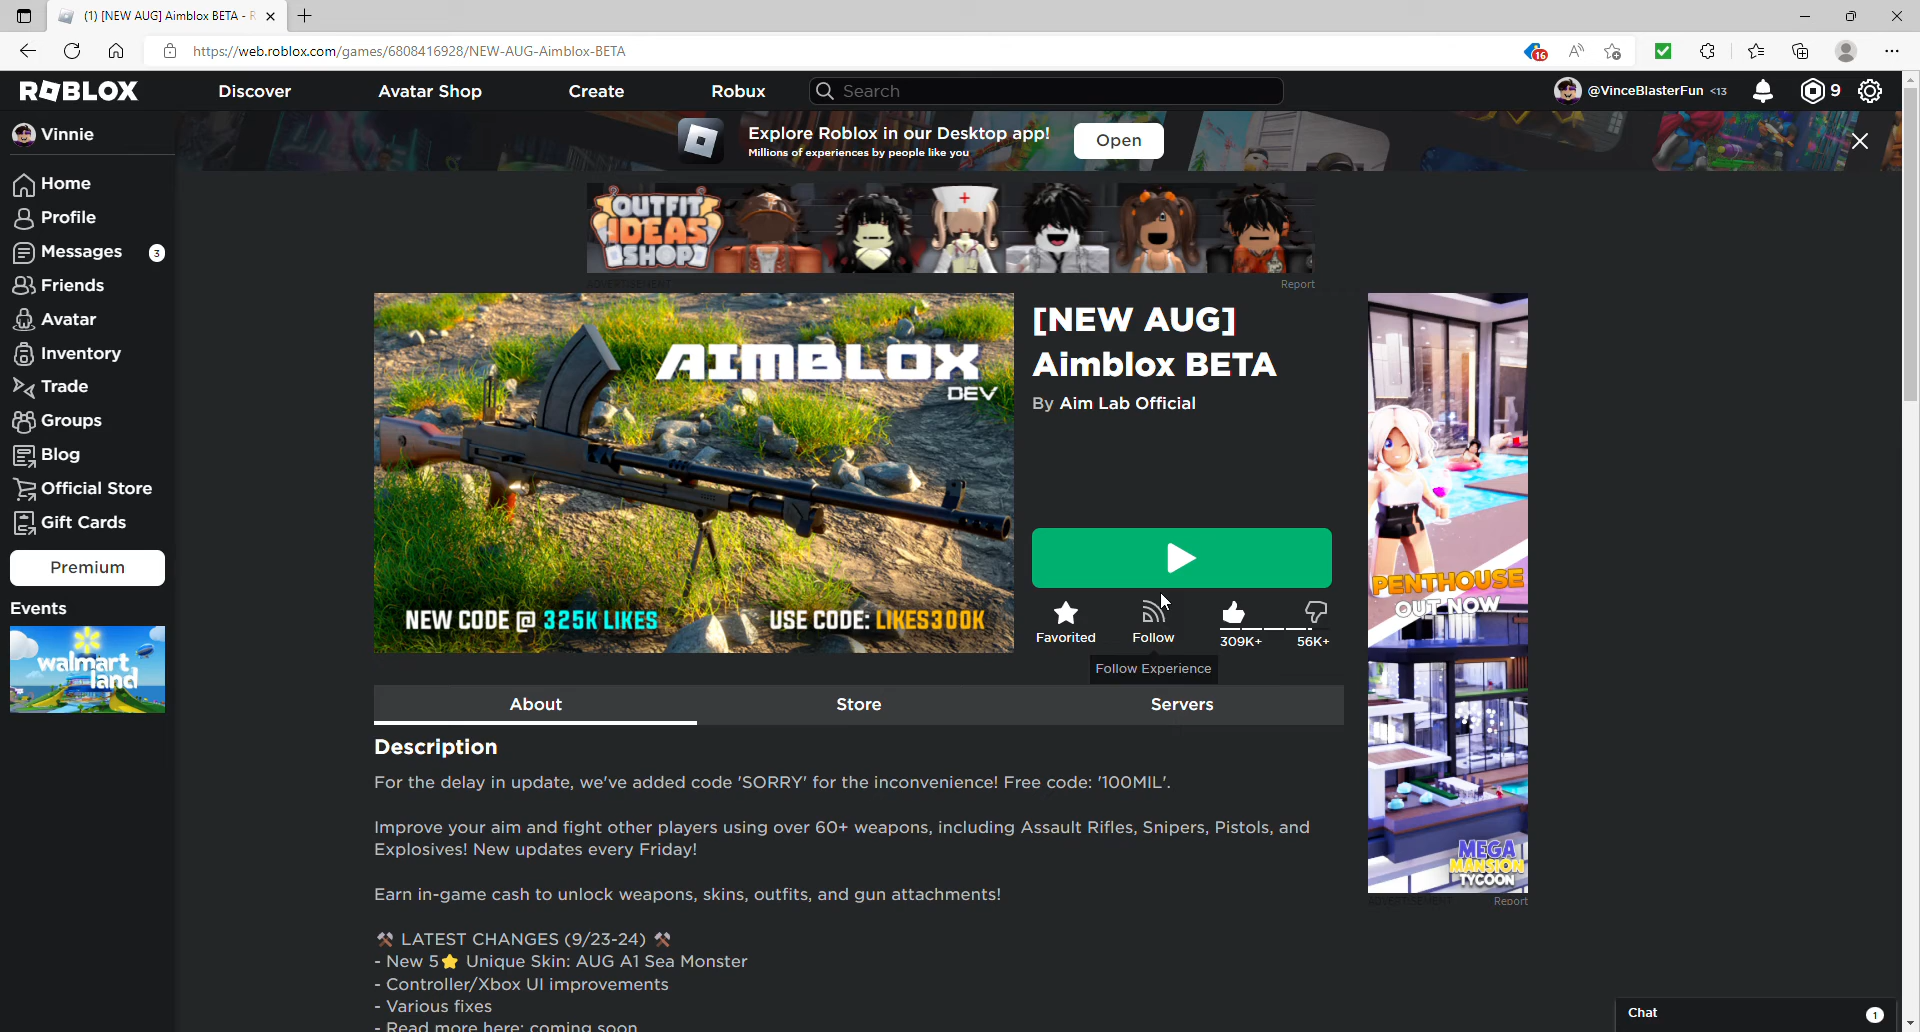 (1) [NEW AUG] Aimblox BETA - R
https://web.roblox.com/games/6808416928/NEW-AUG-Aimblox-BETA
16
ROBLOX
Discover
Avatar Shop
Create
Robux
Search
@VinceBlasterFun <13
9
Vinnie
Explore Roblox in our Desktop app!
Millions of experiences by people like you
Open
Home
Profile
Messages 3
Friends
Avatar
Inventory
Trade
Groups
Blog
Official Store
Gift Cards
Premium
Events
walmart
land
OUTFIT
IDEAS
SHOP
ADVERTISEMENT
Report
AIMBLOX
DEV
NEW CODE @ 325K LIKES
USE CODE: LIKES300K
[NEW AUG]
Aimblox BETA
By Aim Lab Official
Favorited
Follow
309K+
56K+
Follow Experience
PENTHOUSE
OUT NOW
MEGA
MANSION
TYCOON
ADVERTISEMENT
Report
About
Store
Servers
Description
For the delay in update, we've added code 'SORRY' for the inconvenience! Free code: '100MIL'.
Improve your aim and fight other players using over 60+ weapons, including Assault Rifles, Snipers, Pistols, and
Explosives! New updates every Friday!
Earn in-game cash to unlock weapons, skins, outfits, and gun attachments!
⚒ LATEST CHANGES (9/23-24) ⚒
- New 5⭐ Unique Skin: AUG A1 Sea Monster
- Controller/Xbox UI improvements
- Various fixes
- Read more here: coming soon
Chat
1